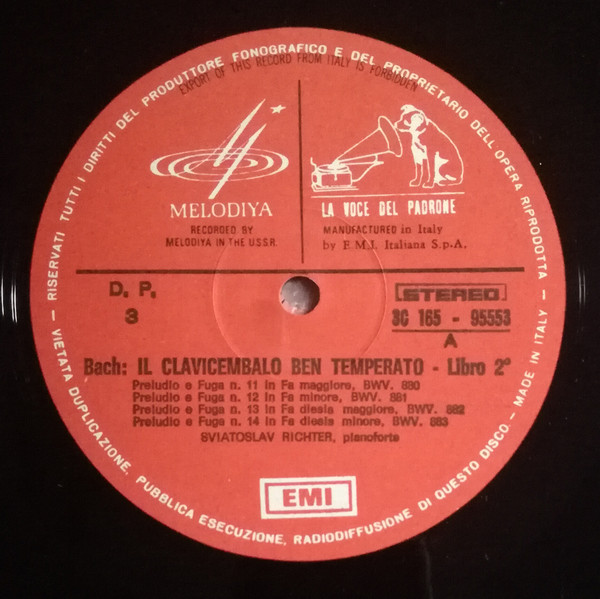 RISERVATI TUTTI I DIRITTI DEL PRODUTTORE FONOGRAFICO E DEL PROPRIETARIO DELL'OPERA RIPRODOTTA — MADE IN ITALY —
VIETATA DUPLICAZIONE, PUBBLICA ESECUZIONE, RADIODIFFUSIONE DI QUESTO DISCO —
EXPORT OF THIS RECORD FROM ITALY IS FORBIDDEN
MELODIYA
RECORDED BY
MELODIYA IN THE U.S.S.R.
LA VOCE DEL PADRONE
MANUFACTURED in Italy
by E.M.I. Italiana S.p.A.
D. P.
3
STEREO
3C 165 - 95553
A
Bach: IL CLAVICEMBALO BEN TEMPERATO - Libro 2°
Preludio e Fuga n. 11 in Fa maggiore, BWV. 880
Preludio e Fuga n. 12 in Fa minore, BWV. 881
Preludio e Fuga n. 13 in Fa diesis maggiore, BWV. 882
Preludio e Fuga n. 14 in Fa diesis minore, BWV. 883
SVIATOSLAV RICHTER, pianoforte
EMI